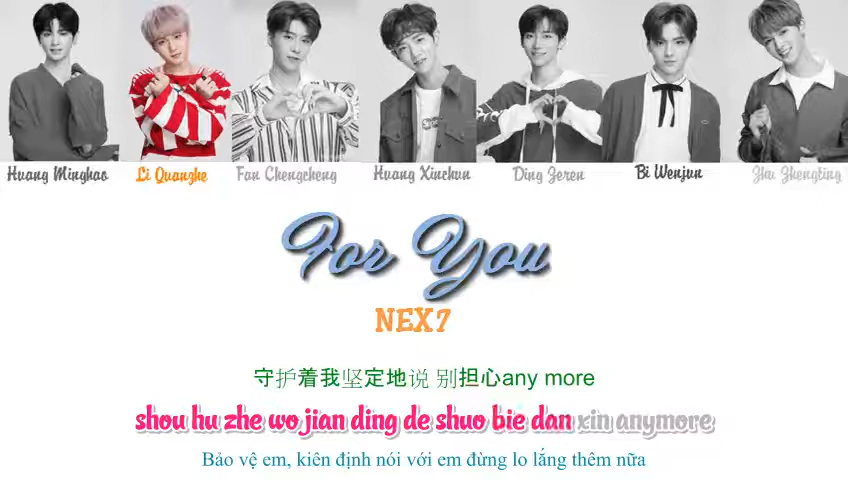 Huang Minghao
Li Quanzhe
Fan Chengcheng
Huang Xinchun
Ding Zeren
Bi Wenjun
Zhu Zhengting
For You
NEX7
守护着我坚定地说 别担心any more
shou hu zhe wo jian ding de shuo bie dan xin anymore
Bảo vệ em, kiên định nói với em đừng lo lắng thêm nữa